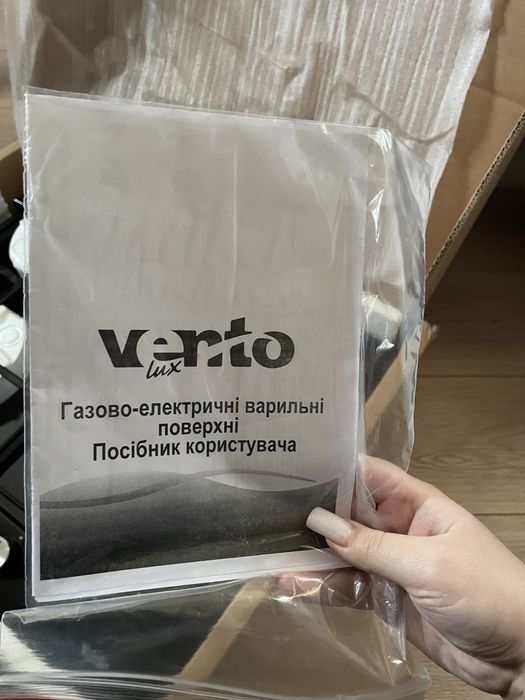 vento
lux
Газово-електричні варильні
поверхні
Посібник користувача